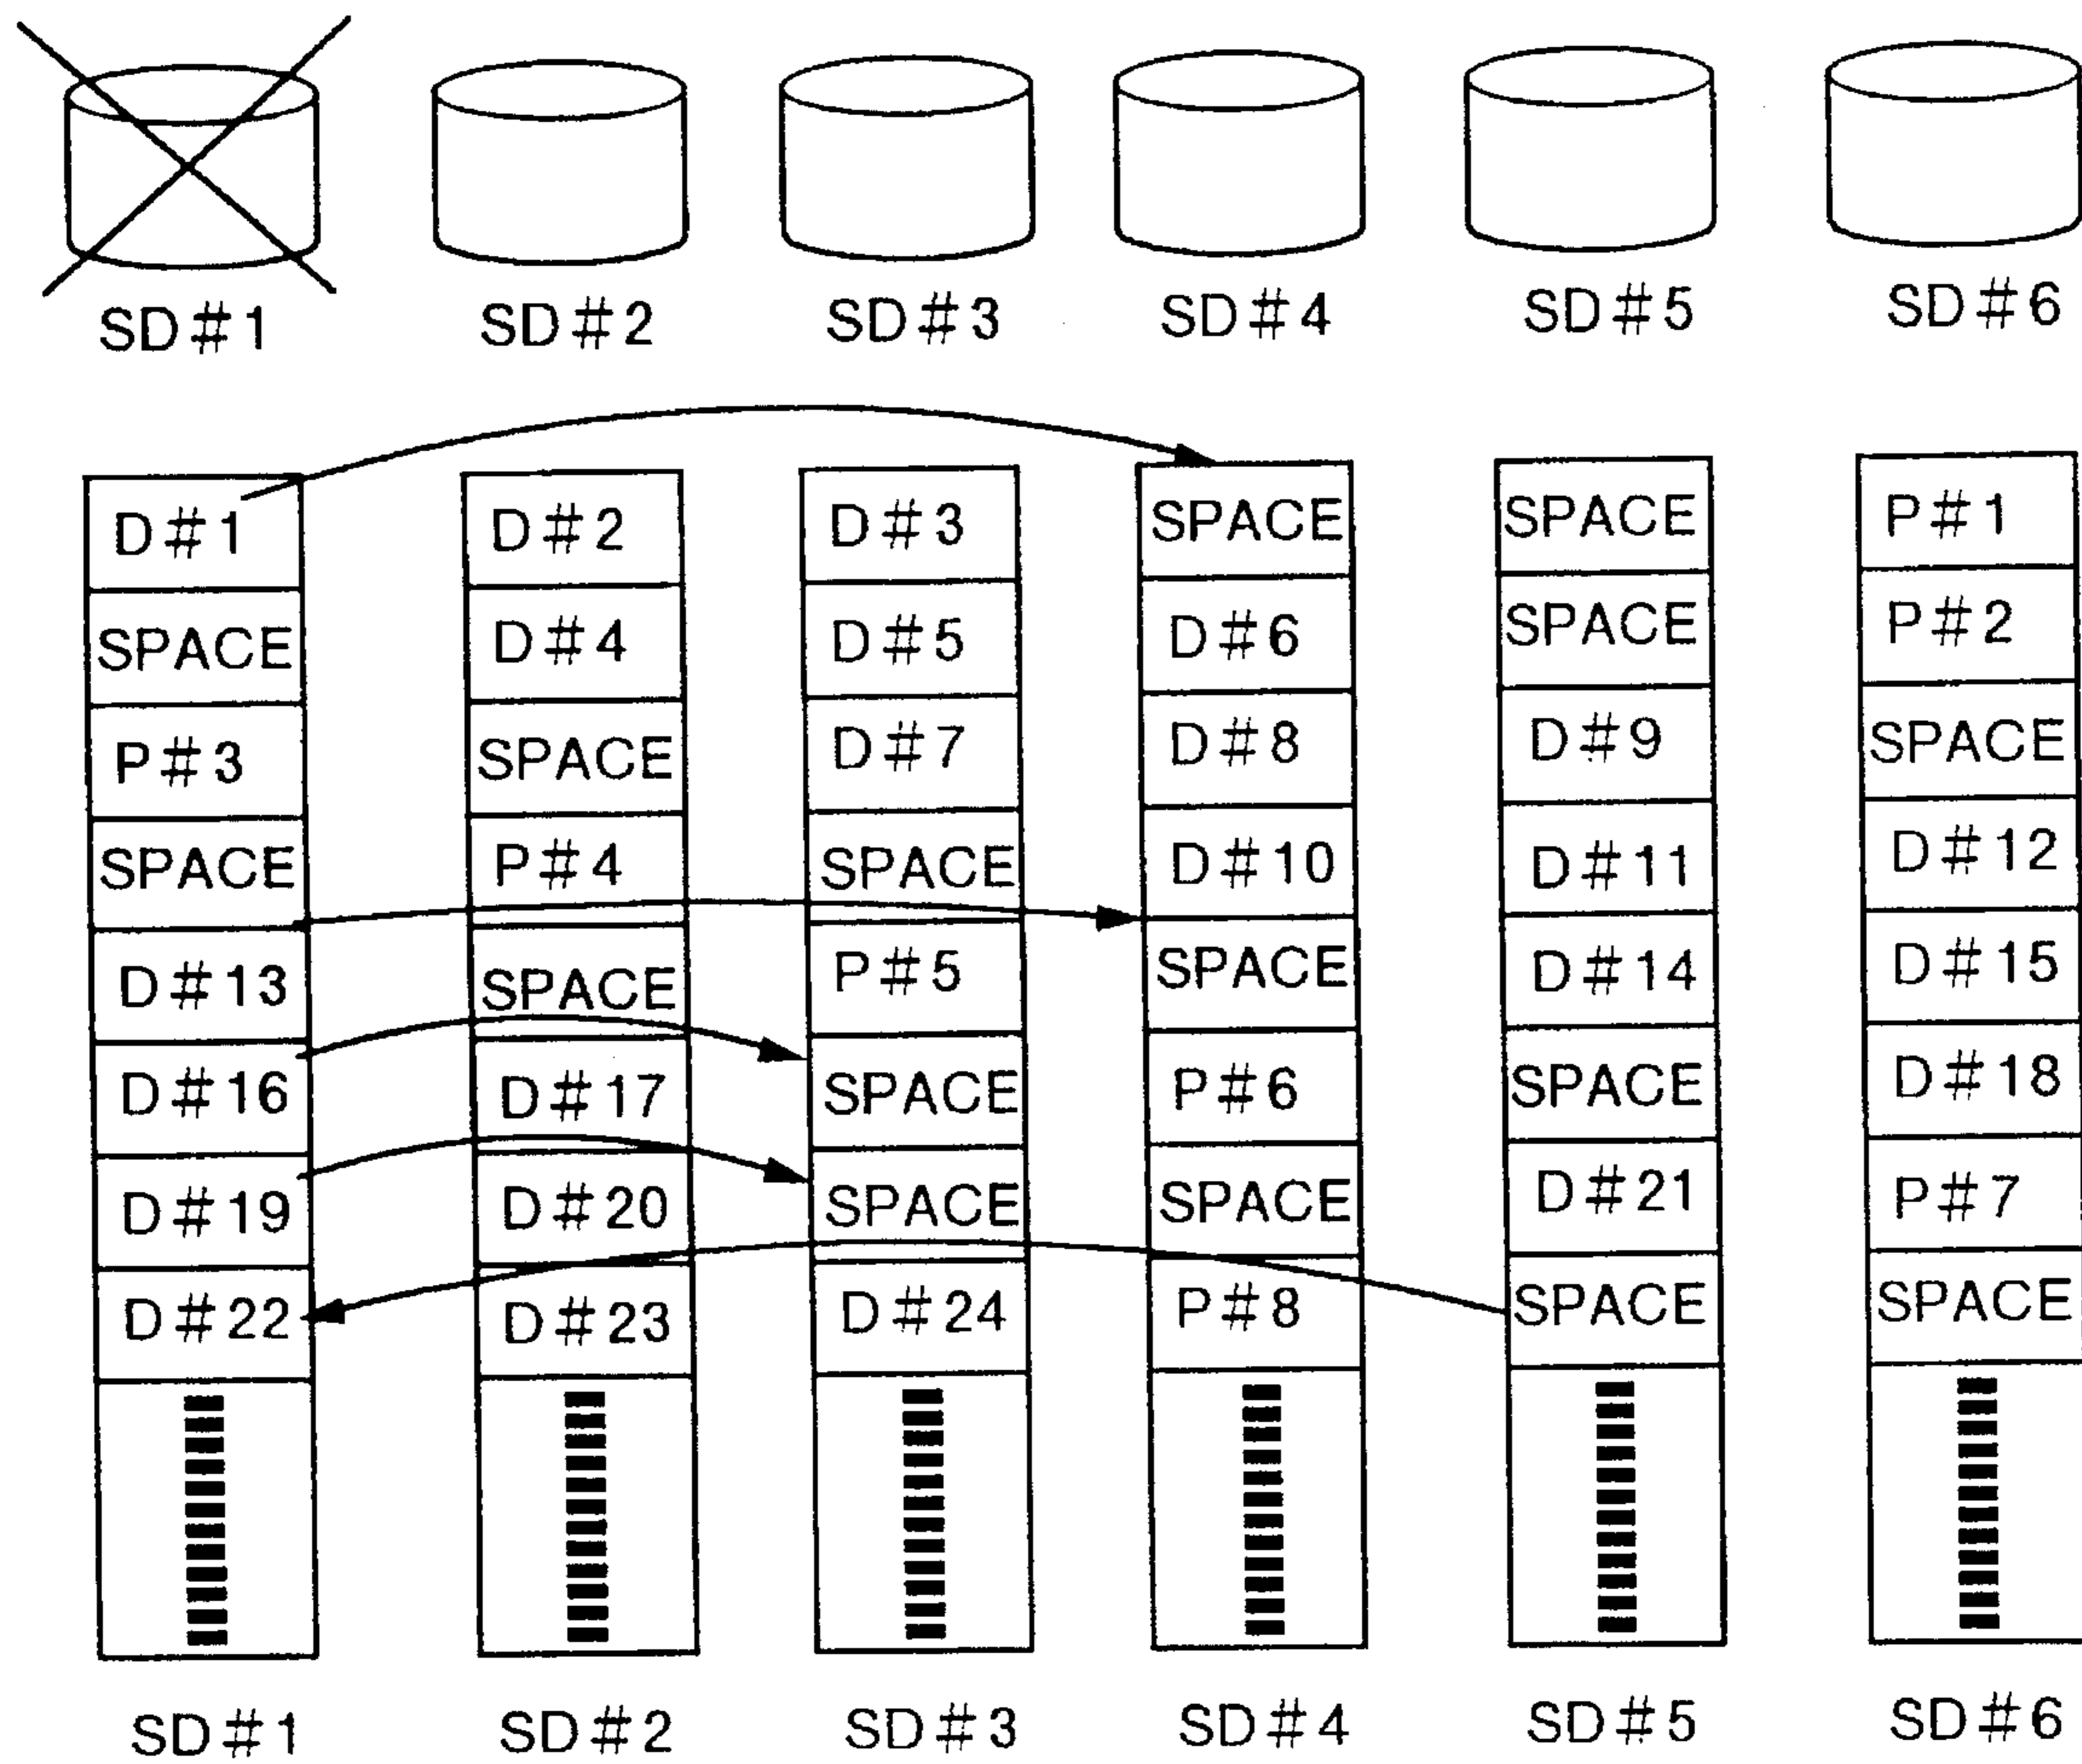 SD#1 SD#2 SD#3 SD#4 SD#5 SD#6
D#1 D#2 D#3 SPACE SPACE P#1
SPACE D#4 D#5 D#6 SPACE P#2
P#3 SPACE D#7 D#8 D#9 SPACE
SPACE P#4 SPACE D#10 D#11 D#12
D#13 SPACE P#5 SPACE D#14 D#15
D#16 D#17 SPACE P#6 SPACE D#18
D#19 D#20 SPACE SPACE D#21 P#7
D#22 D#23 D#24 P#8 SPACE SPACE
SD#1 SD#2 SD#3 SD#4 SD#5 SD#6